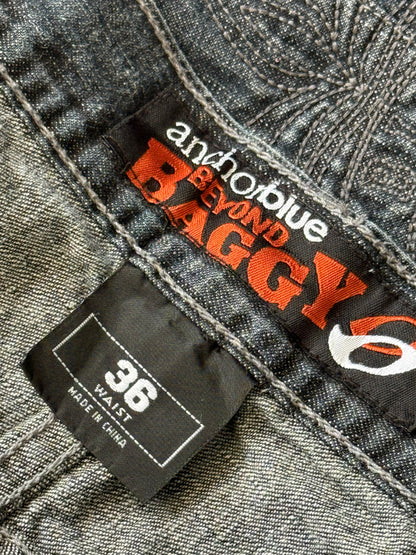 anchorblue
BEYOND
BAGGY
36
WAIST
MADE IN CHINA